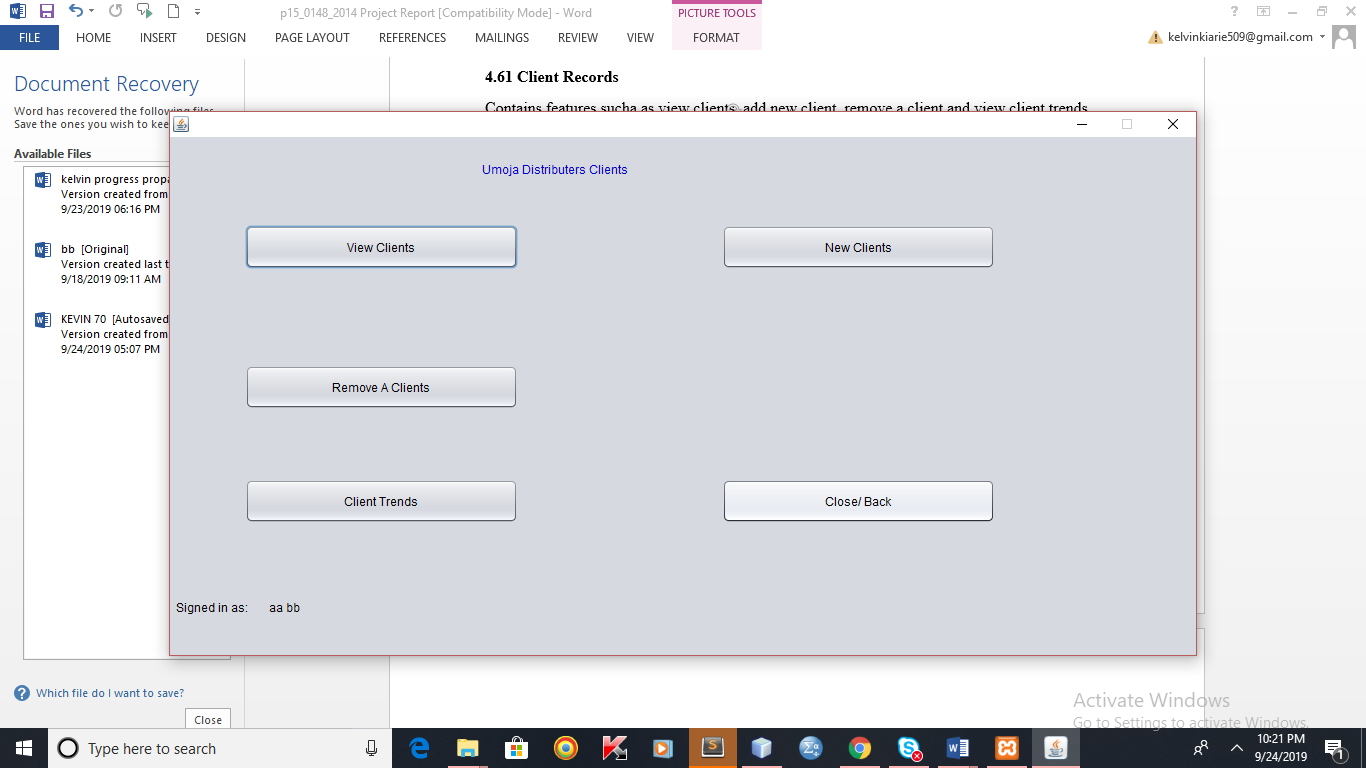 p15_0148_2014 Project Report [Compatibility Mode] - Word
PICTURE TOOLS
FILE
HOME
INSERT
DESIGN
PAGE LAYOUT
REFERENCES
MAILINGS
REVIEW
VIEW
FORMAT
kelvinkiarie509@gmail.com
Document Recovery
Word has recovered the following files.
Save the ones you wish to kee
Available Files
kelvin progress propa
Version created from
9/23/2019 06:16 PM
bb [Original]
Version created last t
9/18/2019 09:11 AM
KEVIN 70 [Autosaved
Version created from
9/24/2019 05:07 PM
Which file do I want to save?
Close
4.61 Client Records
Contains features sucha as view clients, add new client, remove a client and view client trends
Umoja Distributers Clients
View Clients
New Clients
Remove A Clients
Client Trends
Close/ Back
Signed in as: aa bb
Activate Windows
Go to Settings to activate Windows.
Type here to search
10:21 PM
9/24/2019
1